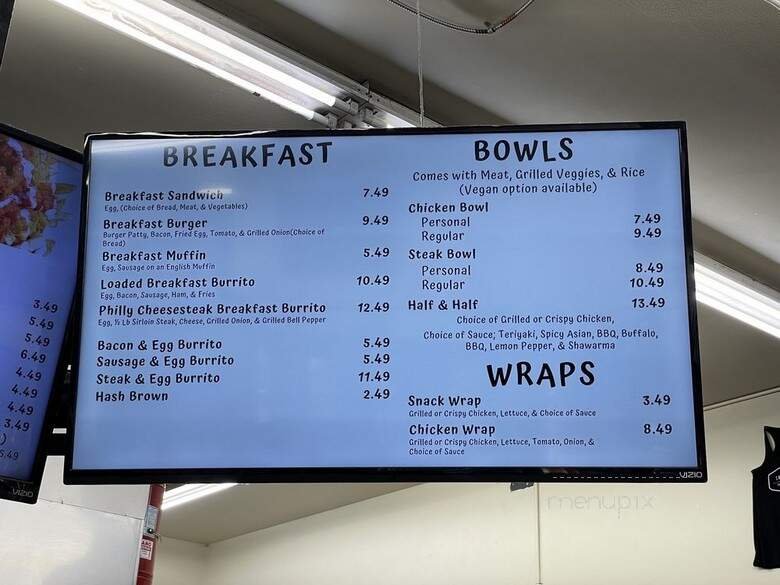 BREAKFAST
Breakfast Sandwich 7.49
Egg, (Choice of Bread, Meat, & Vegetables)
Breakfast Burger 9.49
Burger Patty, Bacon, Fried Egg, Tomato, & Grilled Onion(Choice of
Bread)
Breakfast Muffin 5.49
Egg, Sausage on an English Muffin
Loaded Breakfast Burrito 10.49
Egg, Bacon, Sausage, Ham, & Fries
Philly Cheesesteak Breakfast Burrito 12.49
Egg, ½ Lb Sirloin Steak, Cheese, Grilled Onion, & Grilled Bell Pepper
Bacon & Egg Burrito 5.49
Sausage & Egg Burrito 5.49
Steak & Egg Burrito 11.49
Hash Brown 2.49
BOWLS
Comes with Meat, Grilled Veggies, & Rice
(Vegan option available)
Chicken Bowl
Personal 7.49
Regular 9.49
Steak Bowl
Personal 8.49
Regular 10.49
Half & Half 13.49
Choice of Grilled or Crispy Chicken,
Choice of Sauce; Teriyaki, Spicy Asian, BBQ, Buffalo,
BBQ, Lemon Pepper, & Shawarma
WRAPS
Snack Wrap 3.49
Grilled or Crispy Chicken, Lettuce, & Choice of Sauce
Chicken Wrap 8.49
Grilled or Crispy Chicken, Lettuce, Tomato, Onion, &
Choice of Sauce
VIZIO
3.49
5.49
5.49
6.49
4.49
4.49
4.49
3.49
)
5.49
VIZIO
menupix